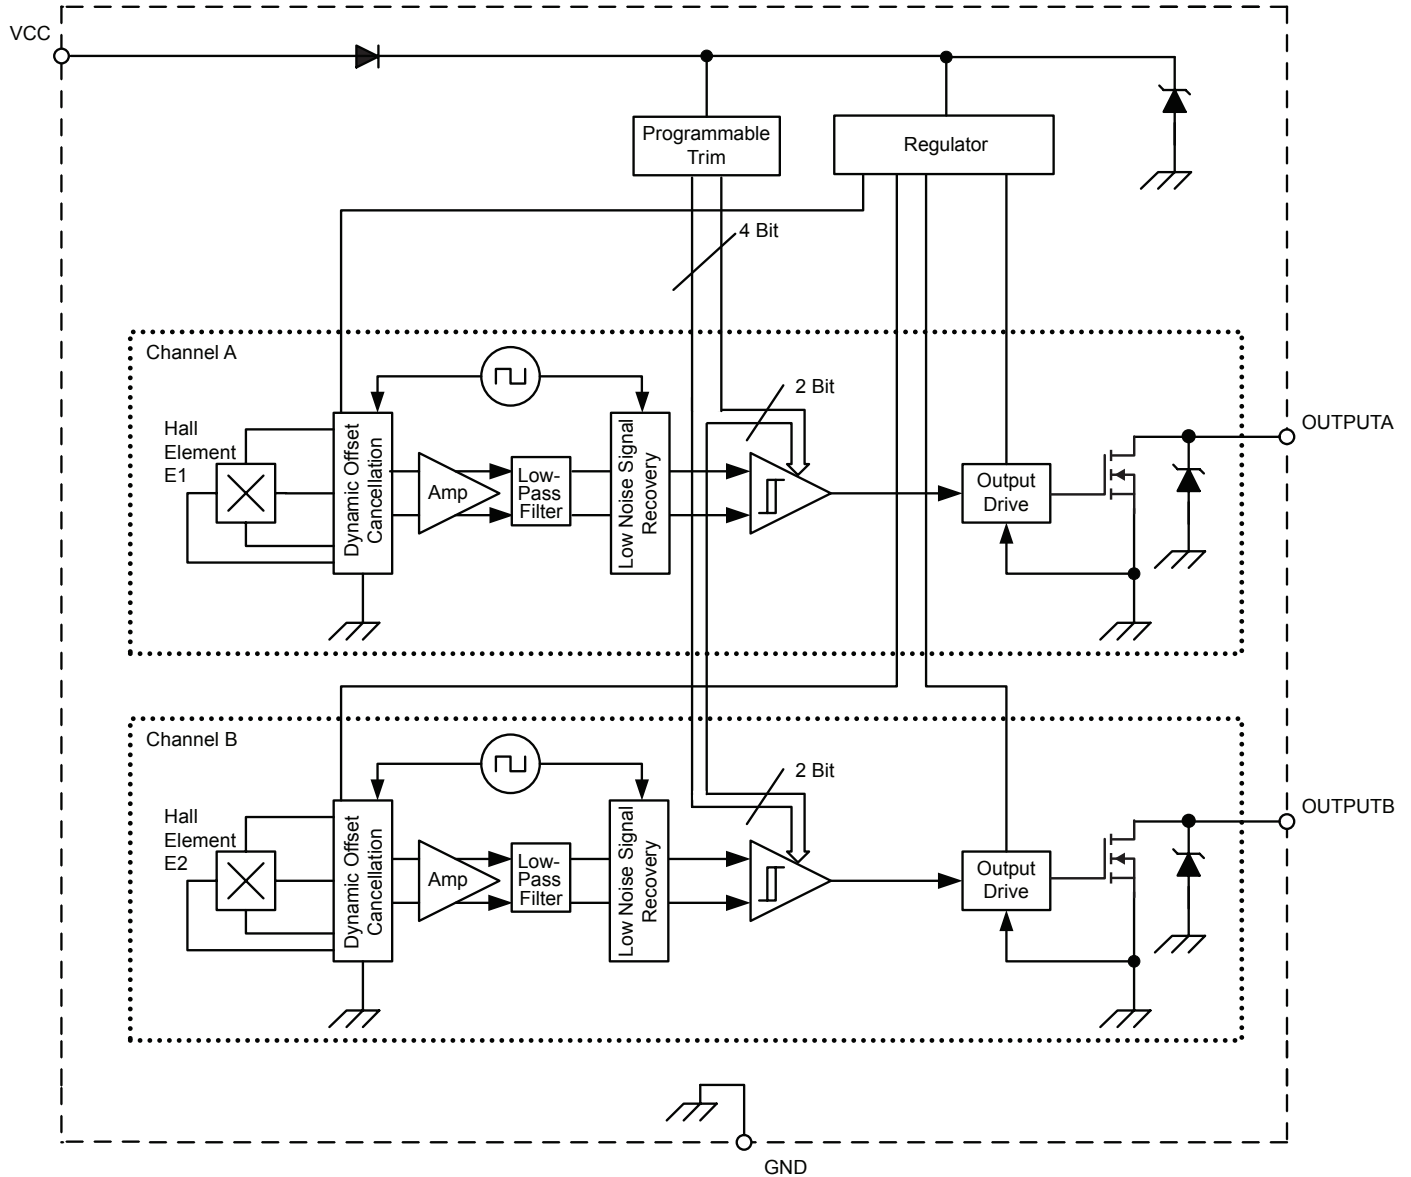 VCC
Programmable
Trim
Regulator
4 Bit
Channel A
2 Bit
Hall
Element
E1
Dynamic Offset
Cancellation
Amp
Low-
Pass
Filter
Low Noise Signal
Recovery
Output
Drive
OUTPUTA
Channel B
2 Bit
Hall
Element
E2
Dynamic Offset
Cancellation
Amp
Low-
Pass
Filter
Low Noise Signal
Recovery
Output
Drive
OUTPUTB
GND